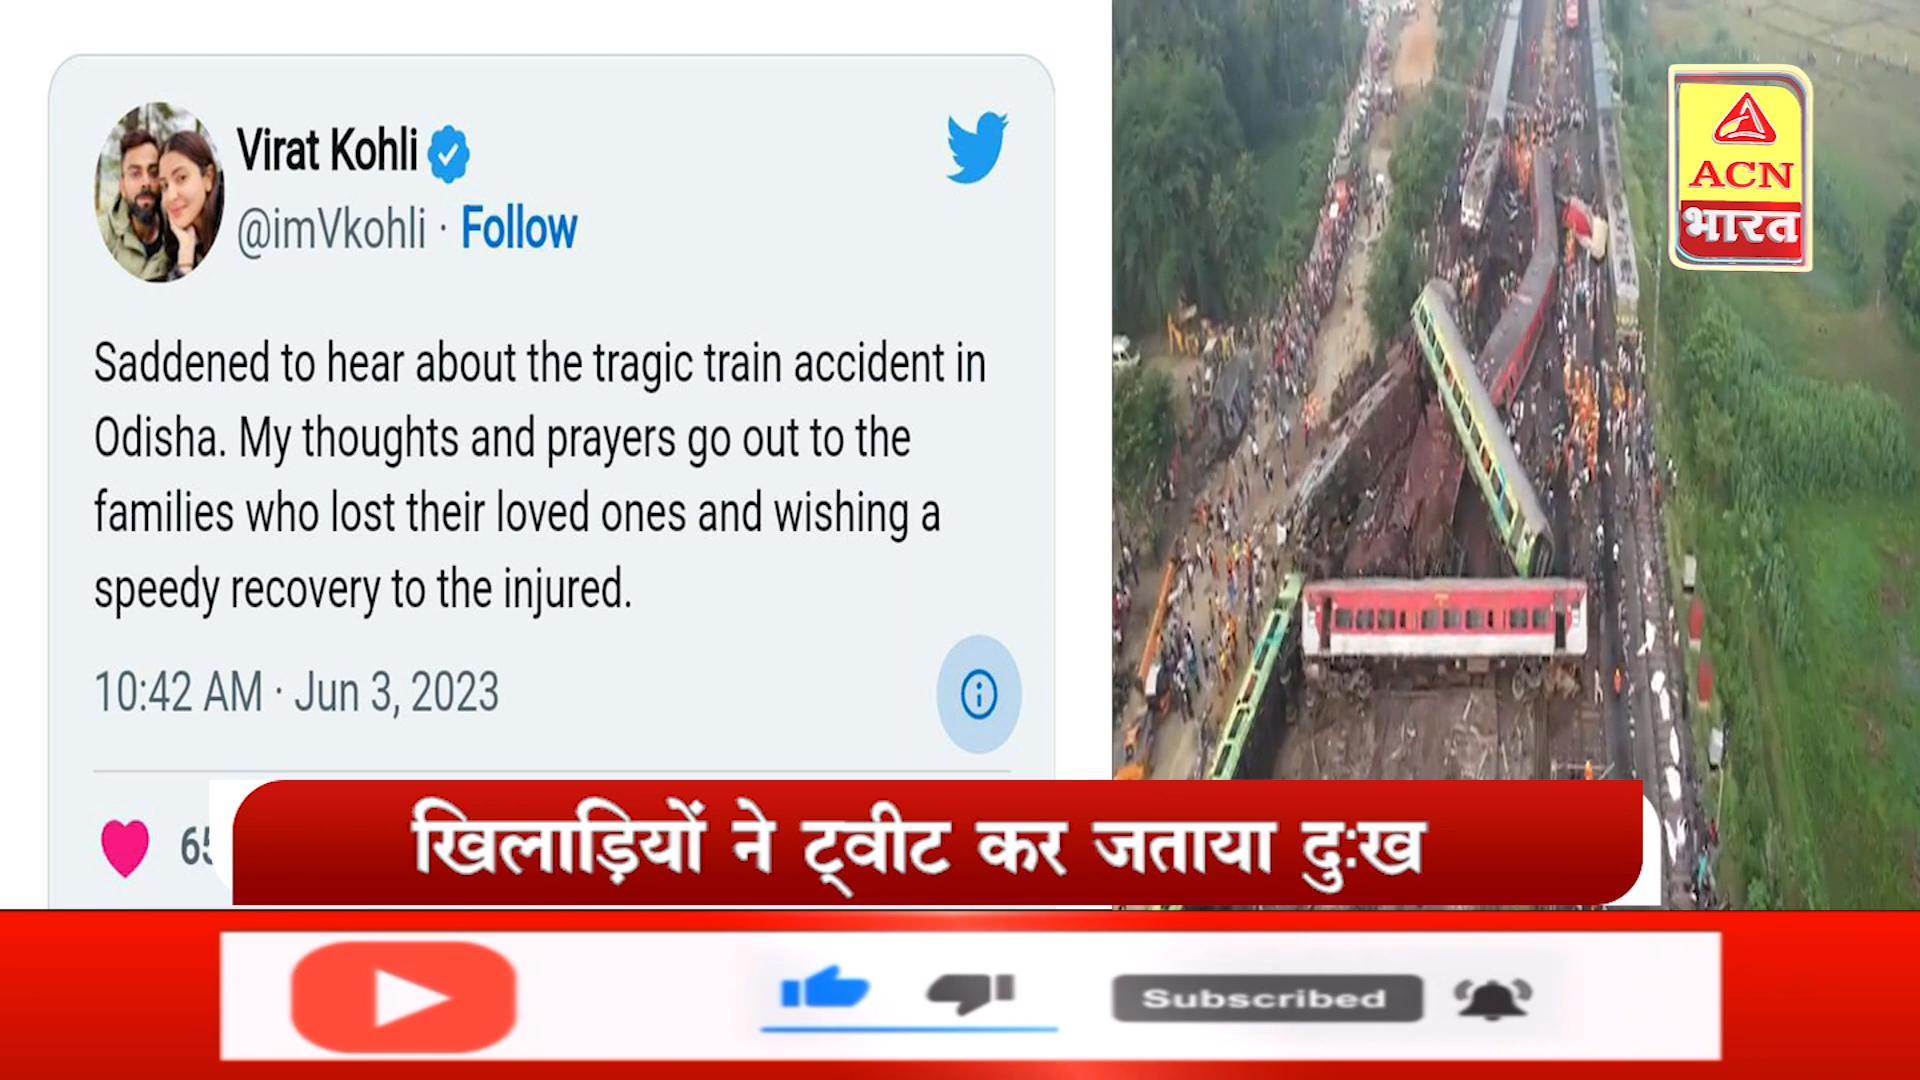 Virat Kohli
@imVkohli · Follow
Saddened to hear about the tragic train accident in
Odisha. My thoughts and prayers go out to the
families who lost their loved ones and wishing a
speedy recovery to the injured.
10:42 AM · Jun 3, 2023
ACN
भारत
खिलाड़ियों ने ट्वीट कर जताया दुःख
Subscribed